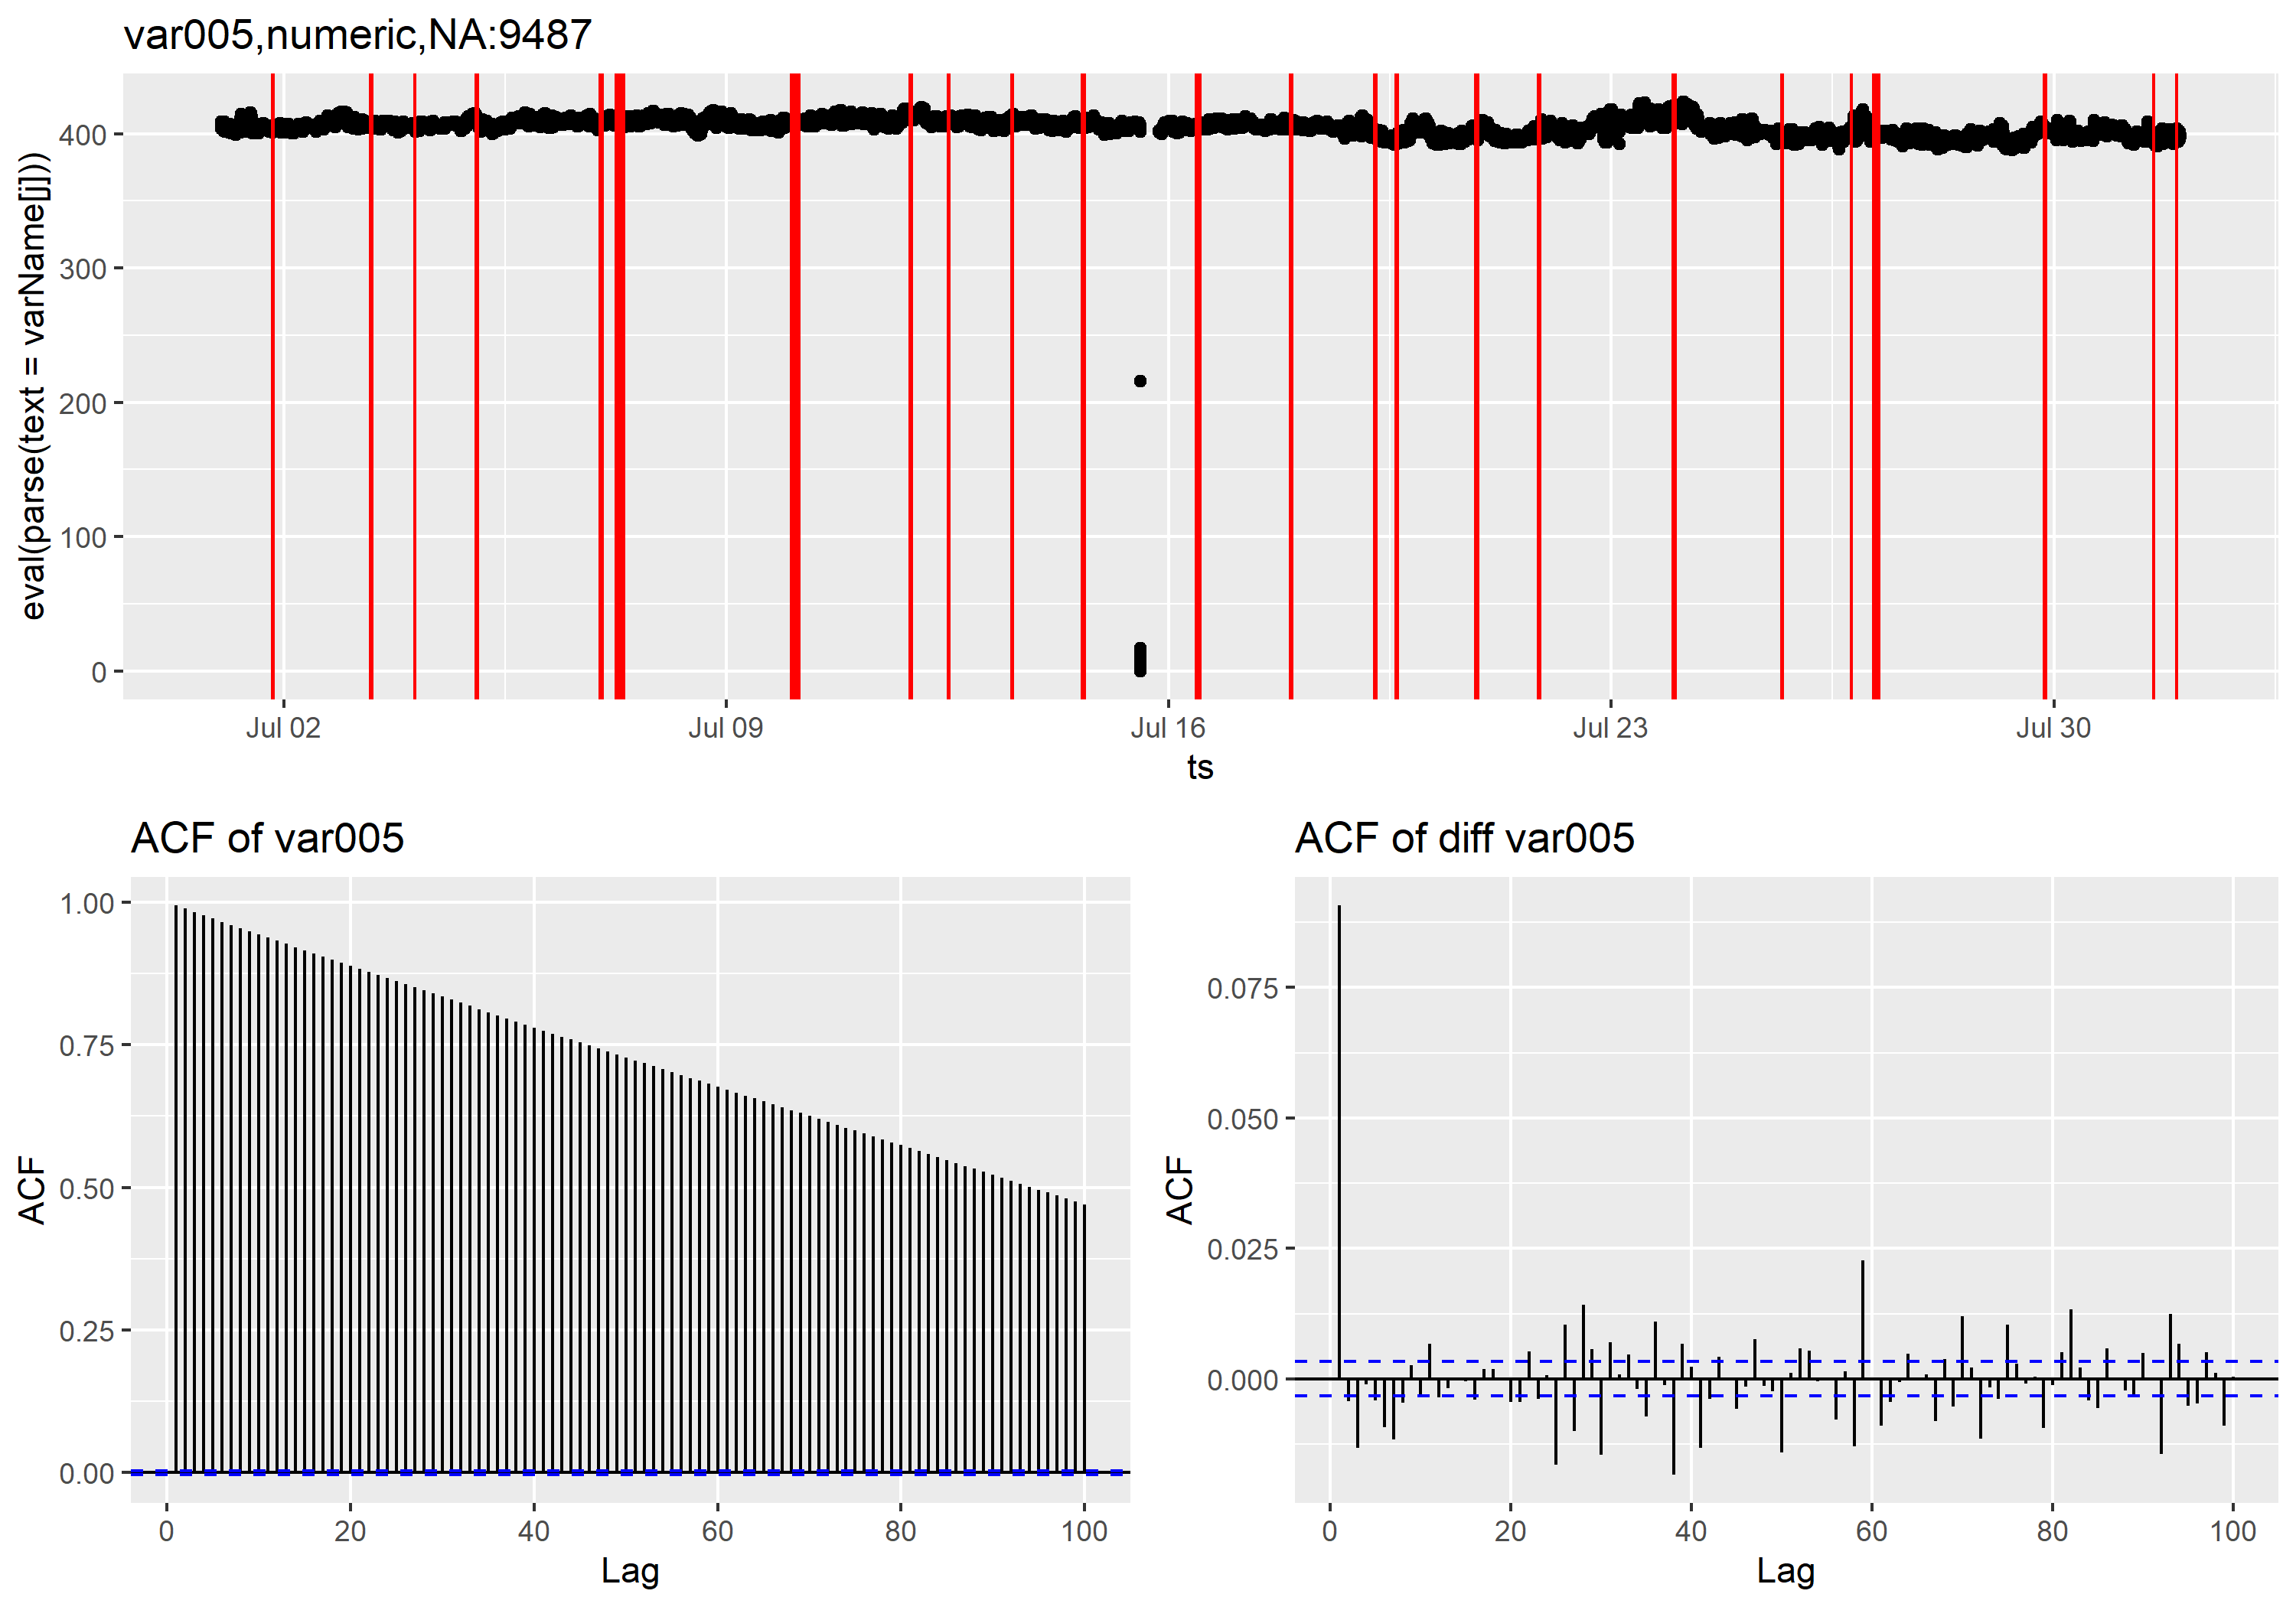 var005,numeric,NA:9487
eval(parse(text = varName[j]))
400
300
200
100
0
Jul 02 Jul 09 Jul 16 Jul 23 Jul 30
ts
ACF of var005
ACF
1.00
0.75
0.50
0.25
0.00
0 20 40 60 80 100
Lag
ACF of diff var005
ACF
0.075
0.050
0.025
0.000
0 20 40 60 80 100
Lag